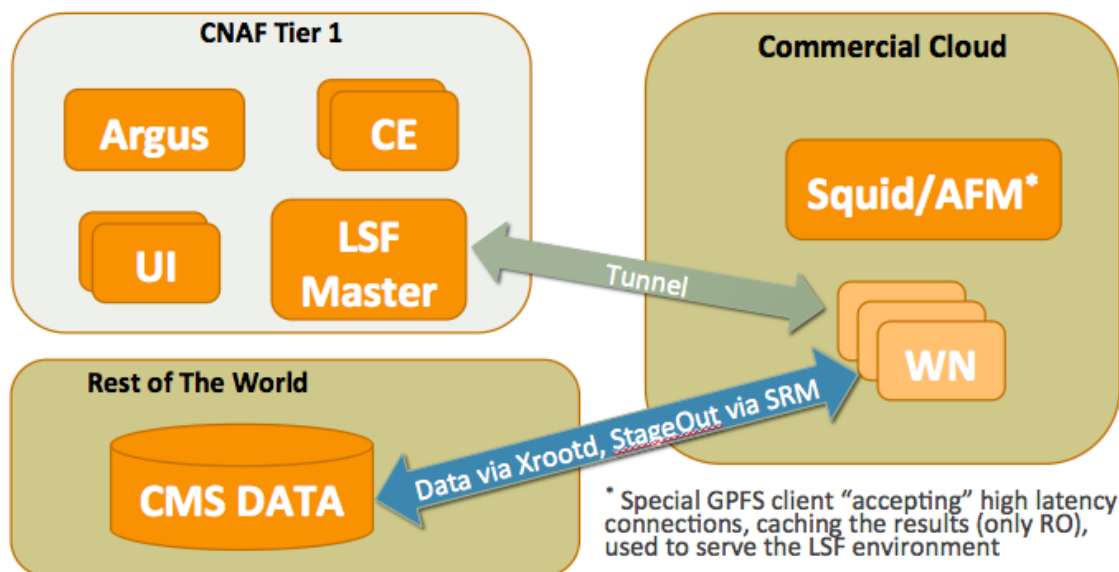 CNAF Tier 1
Argus
CE
UI
LSF
Master
Commercial Cloud
Squid/AFM*
Tunnel
WN
Rest of The World
CMS DATA
Data via Xrootd, StageOut via SRM
* Special GPFS client “accepting” high latency
connections, caching the results (only RO),
used to serve the LSF environment